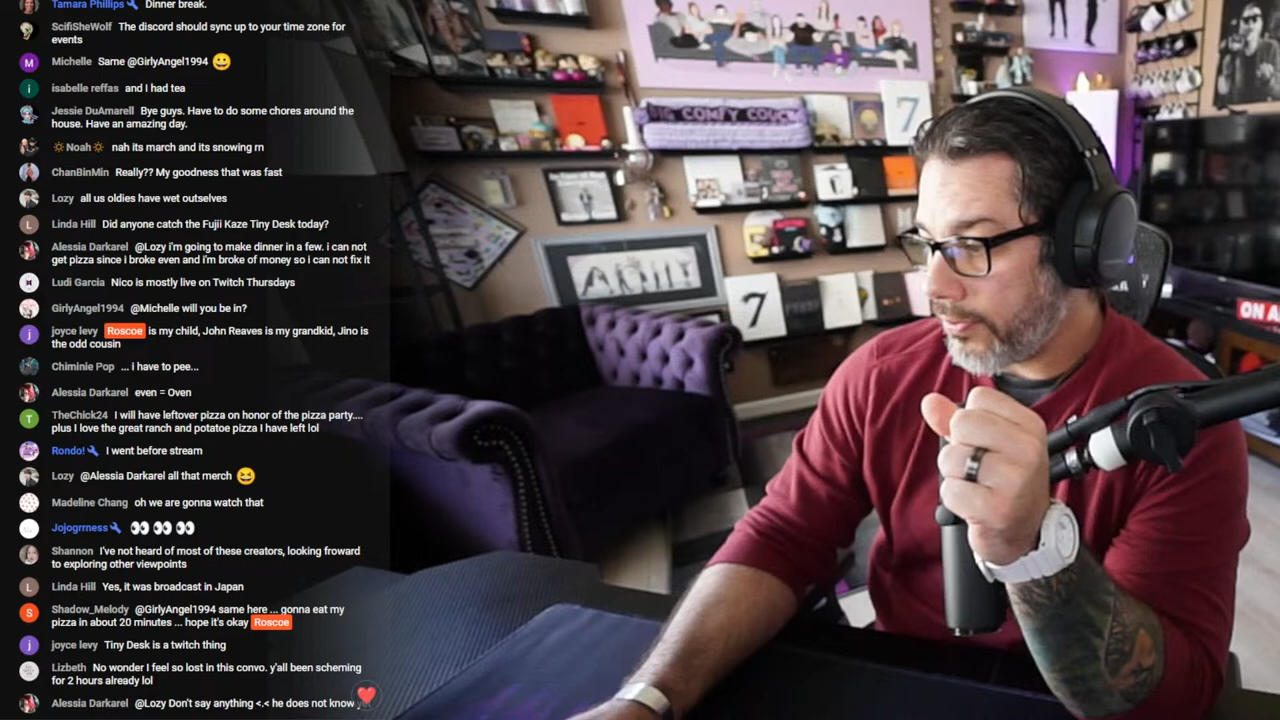 Tamara Phillips Dinner break.
ScifiSheWolf The discord should sync up to your time zone for
events
Michelle Same @GirlyAngel1994 😀
isabelle reffas and I had tea
Jessie DuAmarell Bye guys. Have to do some chores around the
house. Have an amazing day.
🔅Noah🔅 nah its march and its snowing rn
ChanBinMin Really?? My goodness that was fast
Lozy all us oldies have wet outselves
Linda Hill Did anyone catch the Fujii Kaze Tiny Desk today?
Alessia Darkarel @Lozy i'm going to make dinner in a few. i can not
get pizza since i broke even and i'm broke of money so i can not fix it
Ludi Garcia Nico is mostly live on Twitch Thursdays
GirlyAngel1994 @Michelle will you be in?
joyce levy Roscoe is my child, John Reaves is my grandkid, Jino is
the odd cousin
Chiminie Pop ... i have to pee...
Alessia Darkarel even = Oven
TheChick24 I will have leftover pizza on honor of the pizza party....
plus I love the great ranch and potatoe pizza I have left lol
Rondo! I went before stream
Lozy @Alessia Darkarel all that merch 😆
Madeline Chang oh we are gonna watch that
Jojogrrness 👀 👀 👀
Shannon I've not heard of most of these creators, looking froward
to exploring other viewpoints
Linda Hill Yes, it was broadcast in Japan
Shadow_Melody @GirlyAngel1994 same here ... gonna eat my
pizza in about 20 minutes ... hope it's okay Roscoe
joyce levy Tiny Desk is a twitch thing
Lizbeth No wonder I feel so lost in this convo. y'all been scheming
for 2 hours already lol
Alessia Darkarel @Lozy Don't say anything <.< he does not know
M
i
L
j
T
L
S
j
BIG COMFY COUCH
7
ARMY
7
ON A